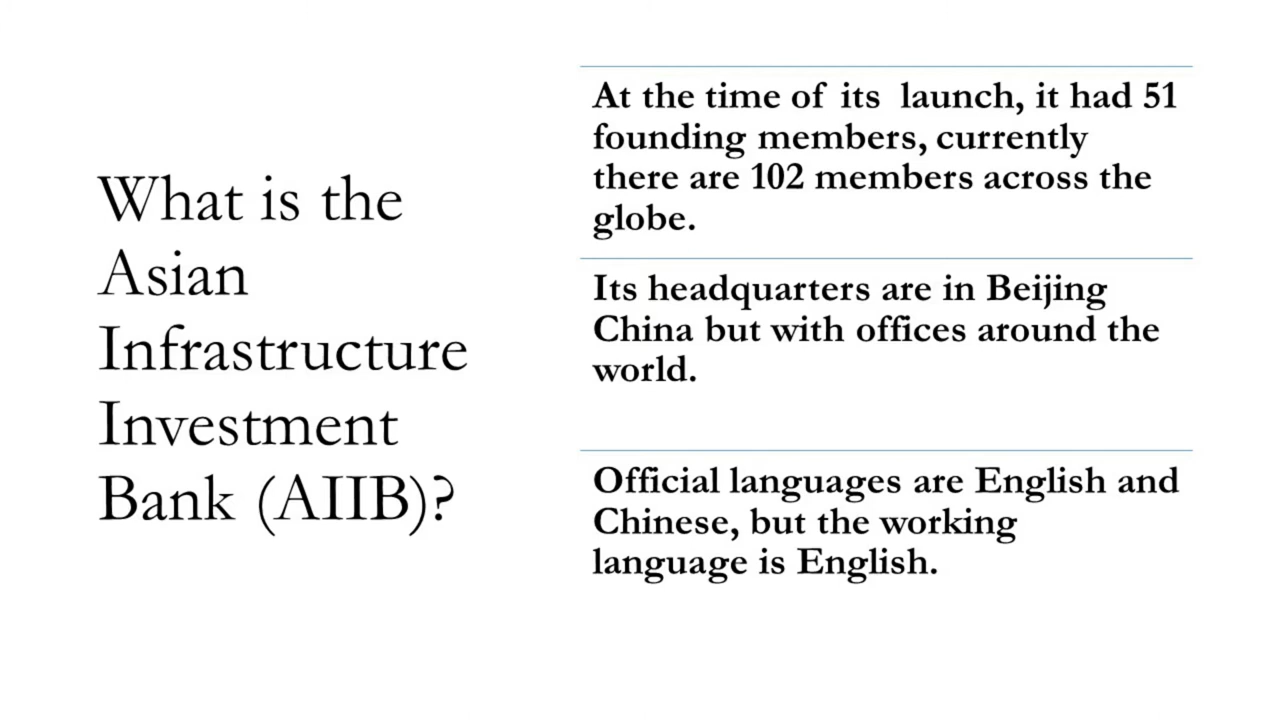 What is the
Asian
Infrastructure
Investment
Bank (AIIB)?
At the time of its launch, it had 51
founding members, currently
there are 102 members across the
globe.
Its headquarters are in Beijing
China but with offices around the
world.
Official languages are English and
Chinese, but the working
language is English.